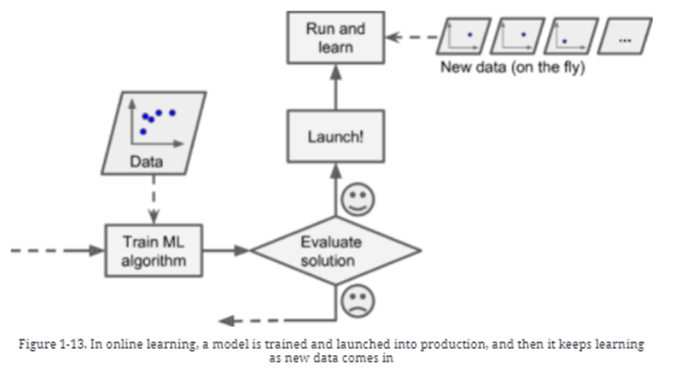 Run and
learn
New data (on the fly)
...
Launch!
Data
Train ML
algorithm
Evaluate
solution
Figure 1-13. In online learning, a model is trained and launched into production, and then it keeps learning
as new data comes in